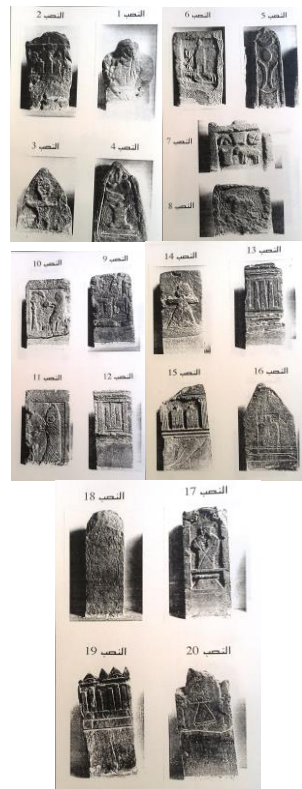 النصب 1
النصب 2
النصب 3
النصب 4
النصب 5
النصب 6
النصب 7
النصب 8
النصب 9
النصب 10
النصب 11
النصب 12
النصب 13
النصب 14
النصب 15
النصب 16
النصب 17
النصب 18
النصب 19
النصب 20